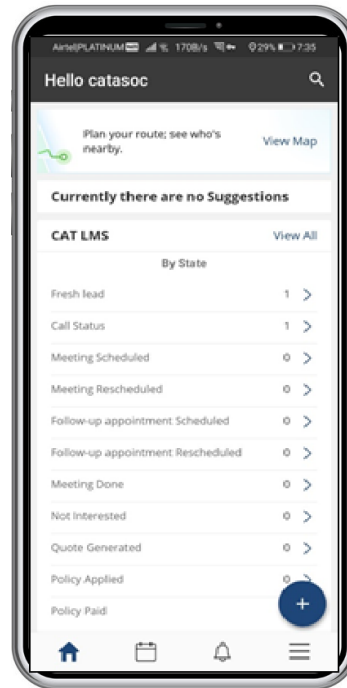 Airtel|PLATINUM 170B/s 29% 7:35
Hello catasoc
Plan your route; see who's
nearby.
View Map
Currently there are no Suggestions
CAT LMS
View All
By State
Fresh lead 1
Call Status 1
Meeting Scheduled 0
Meeting Rescheduled 0
Follow-up appointment Scheduled 0
Follow-up appointment Rescheduled 0
Meeting Done 0
Not Interested 0
Quote Generated 0
Policy Applied 0
Policy Paid